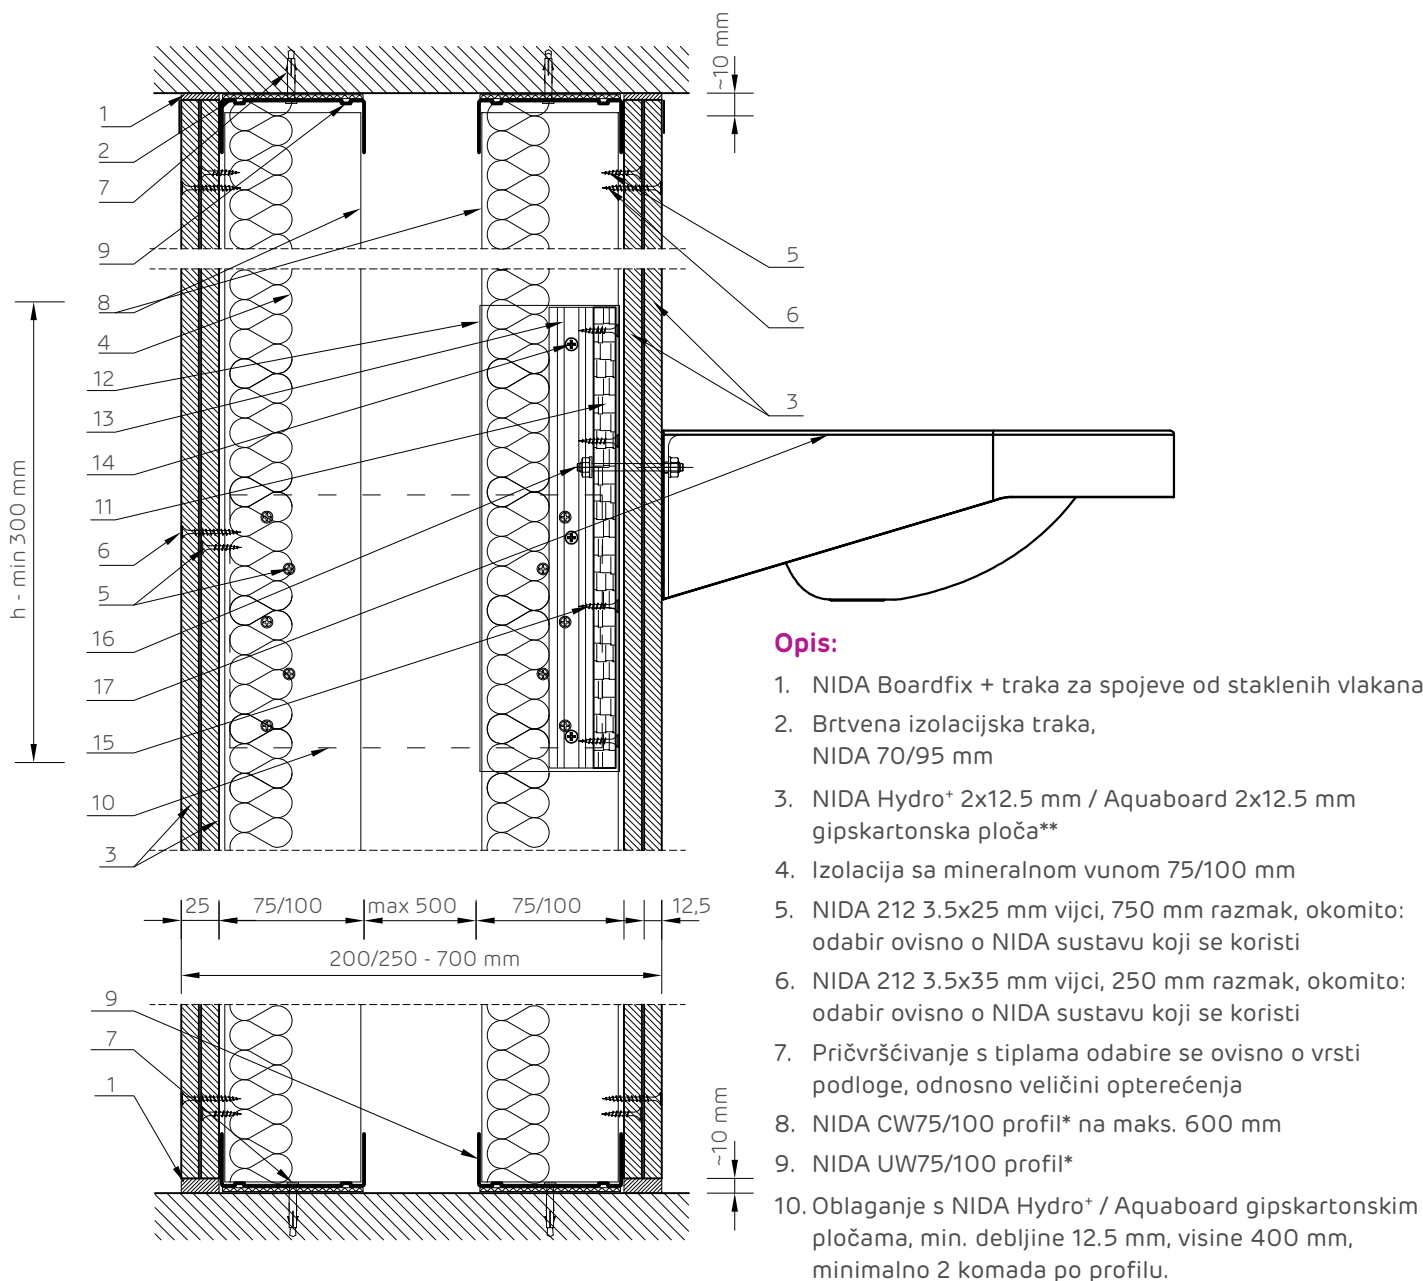 ~10 mm
1
2
7
9
8
4
12
13
14
11
6
5
16
17
15
10
3
5
6
3
h - min 300 mm
25
75/100
max 500
75/100
12,5
200/250 - 700 mm
9
7
1
~10 mm
Opis:
1. NIDA Boardfix + traka za spojeve od staklenih vlakana
2. Brtvena izolacijska traka,
NIDA 70/95 mm
3. NIDA Hydro⁺ 2x12.5 mm / Aquaboard 2x12.5 mm
gipskartonska ploča**
4. Izolacija sa mineralnom vunom 75/100 mm
5. NIDA 212 3.5x25 mm vijci, 750 mm razmak, okomito:
odabir ovisno o NIDA sustavu koji se koristi
6. NIDA 212 3.5x35 mm vijci, 250 mm razmak, okomito:
odabir ovisno o NIDA sustavu koji se koristi
7. Pričvršćivanje s tiplama odabire se ovisno o vrsti
podloge, odnosno veličini opterećenja
8. NIDA CW75/100 profil* na maks. 600 mm
9. NIDA UW75/100 profil*
10. Oblaganje s NIDA Hydro⁺ / Aquaboard gipskartonskim
pločama, min. debljine 12.5 mm, visine 400 mm,
minimalno 2 komada po profilu.